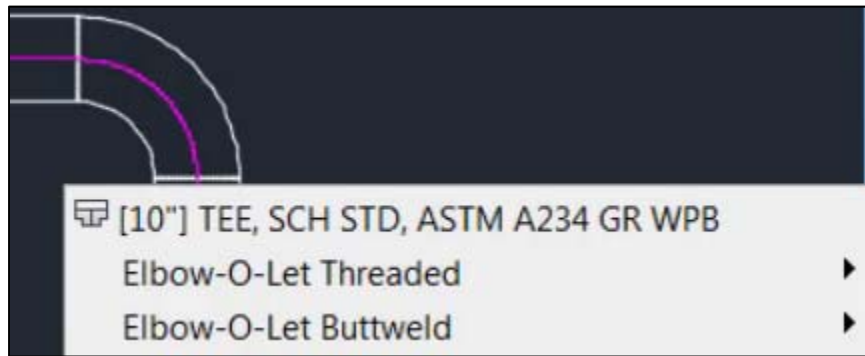 [10"] TEE, SCH STD, ASTM A234 GR WPB
Elbow-O-Let Threaded
Elbow-O-Let Buttweld